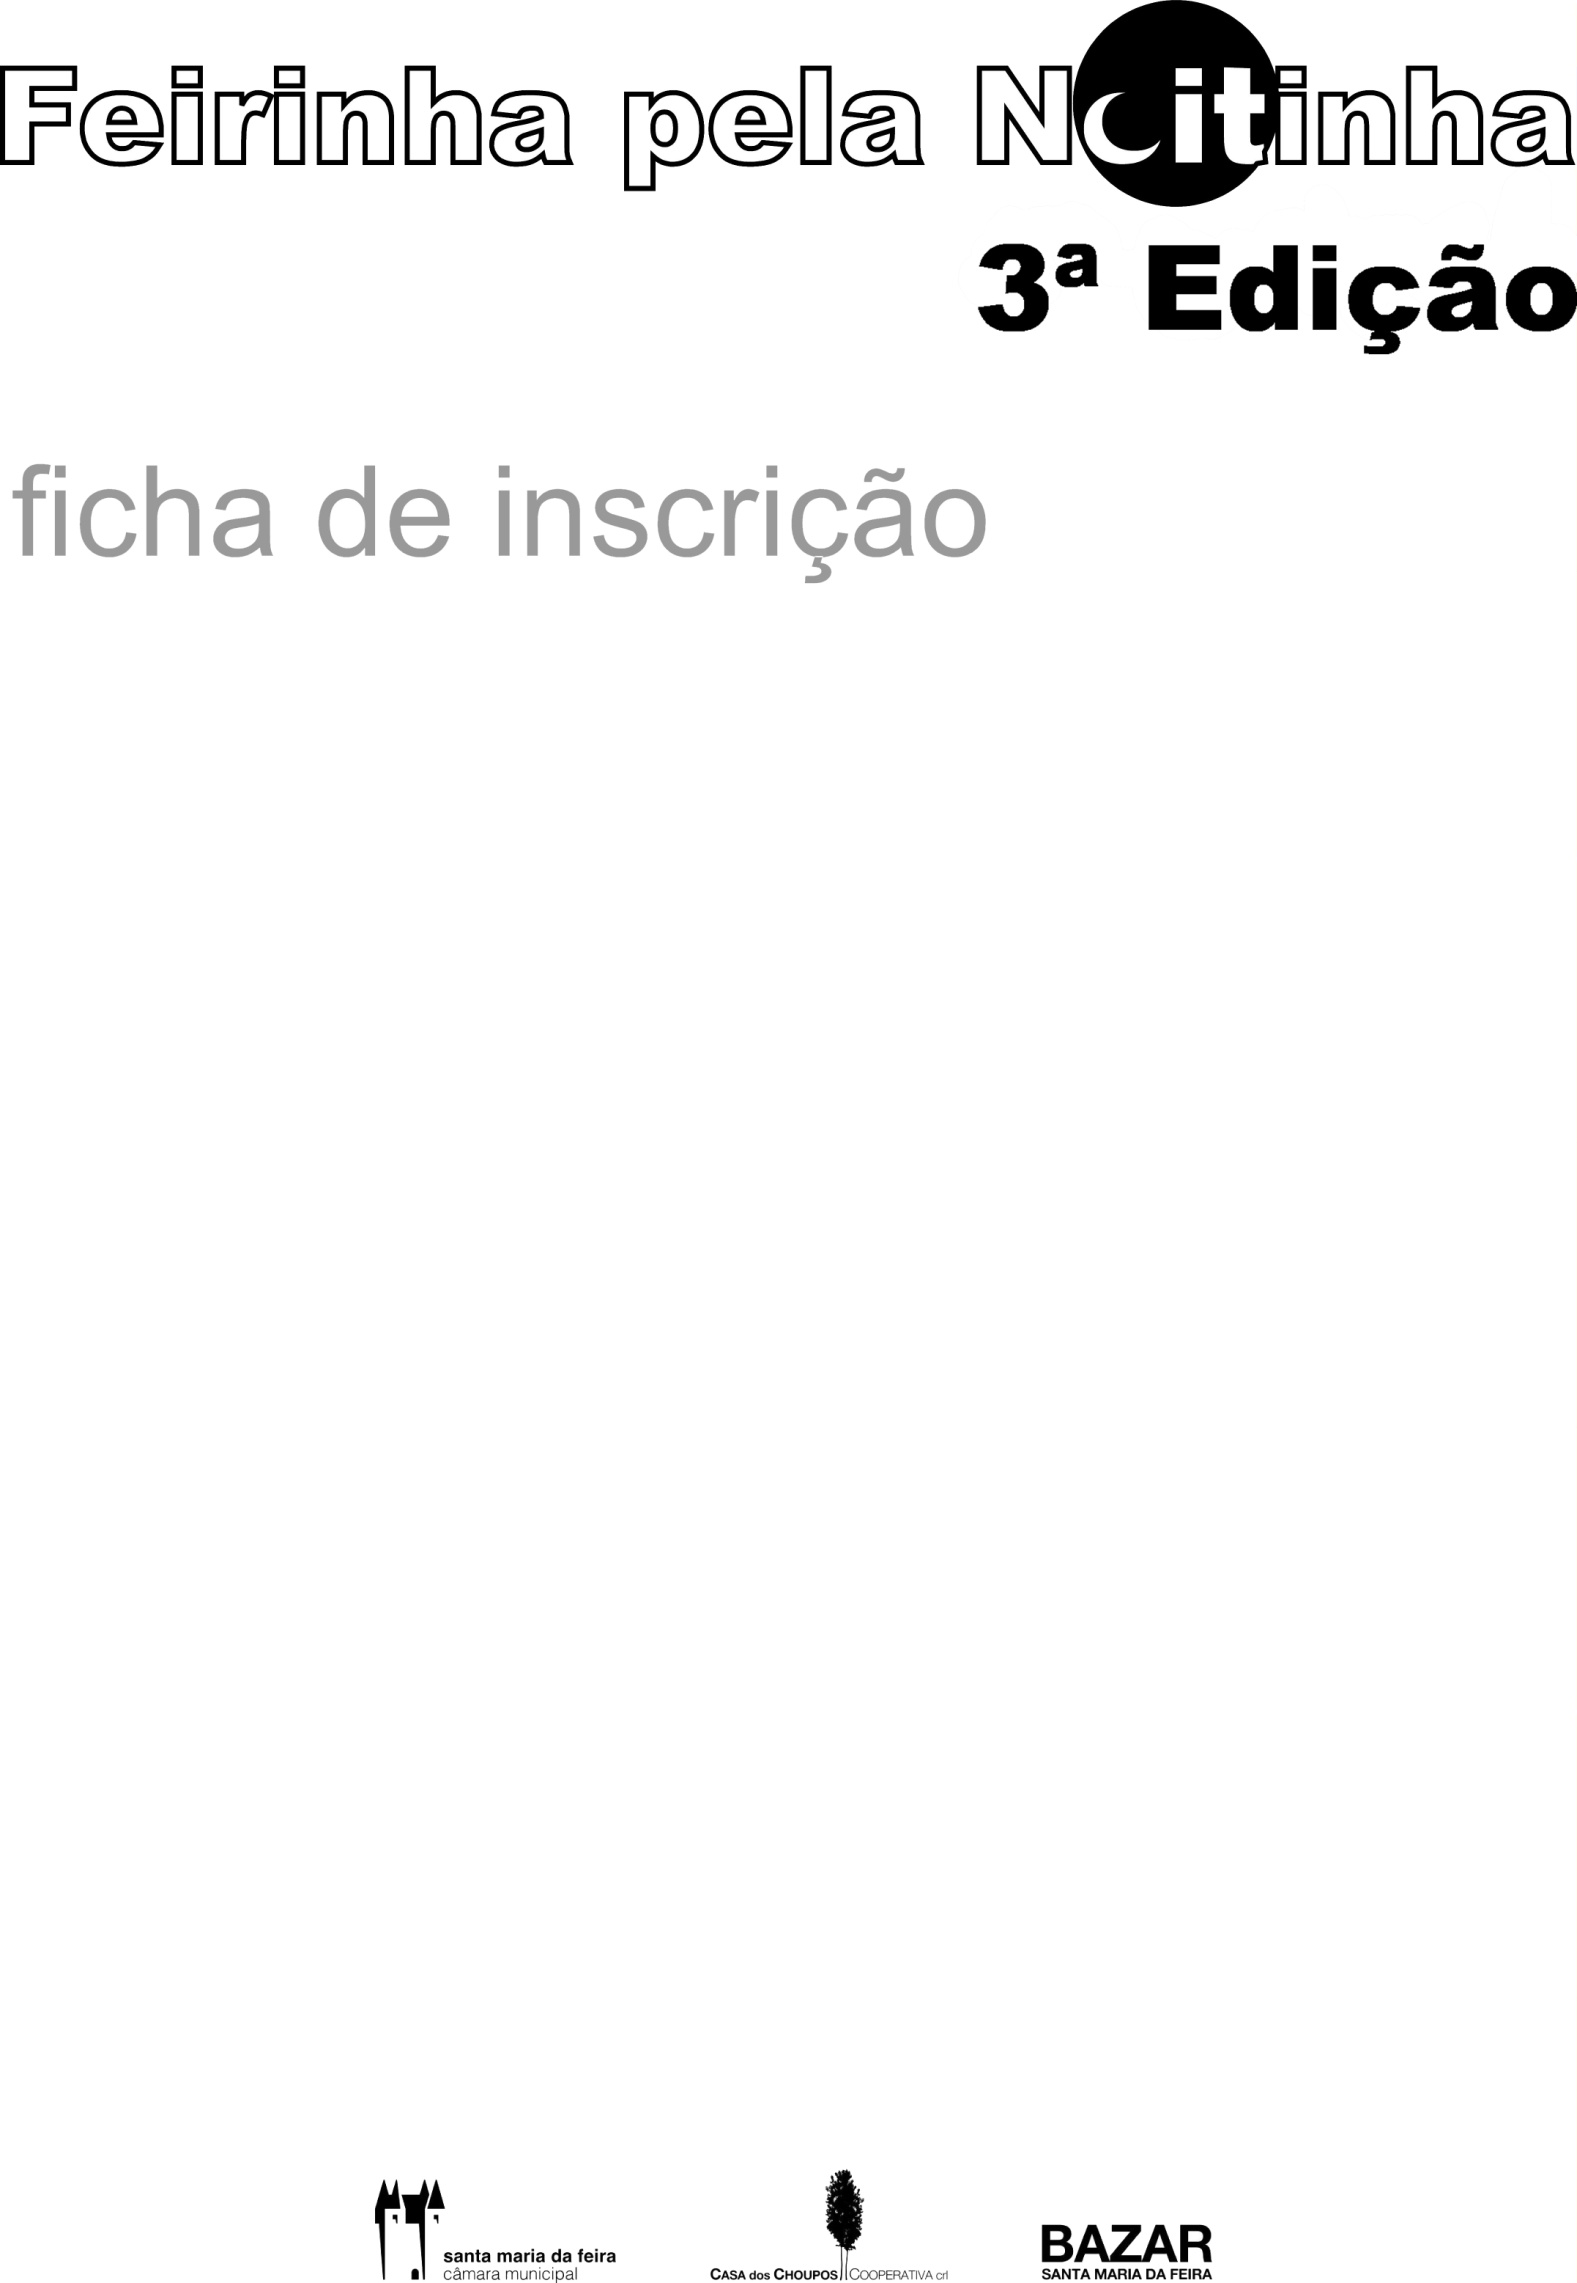 Feirinha pela Noitinha
3ª Edição
ficha de inscrição
santa maria da feira
câmara municipal
CASA dos CHOUPOS COOPERATIVA crl
BAZAR
SANTA MARIA DA FEIRA